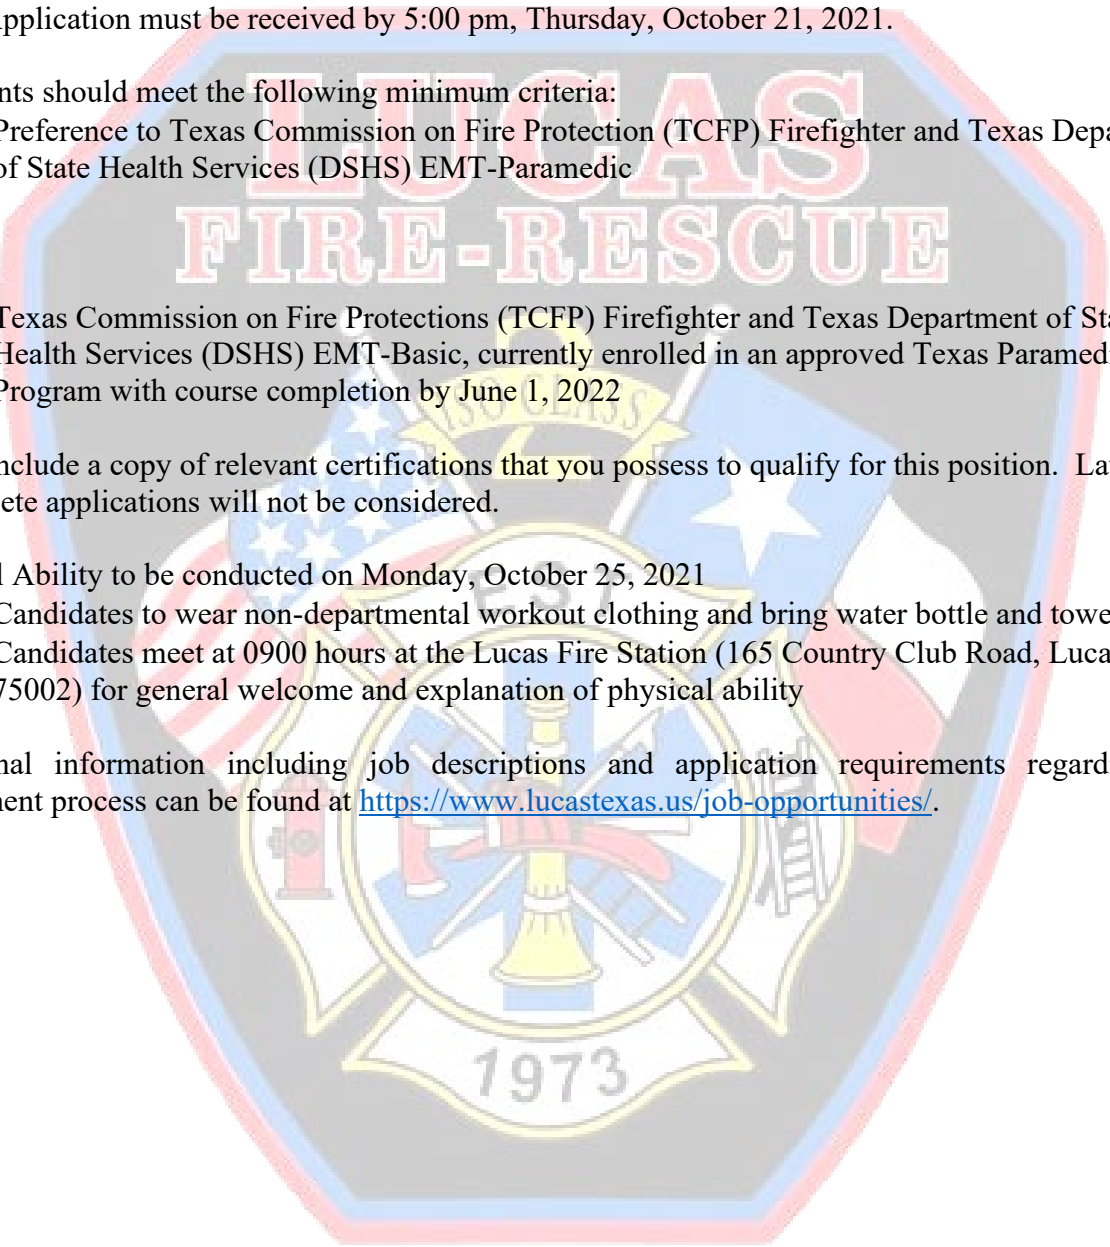 pplication must be received by 5:00 pm, Thursday, October 21, 2021.
nts should meet the following minimum criteria:
LUCAS
Preference to Texas Commission on Fire Protection (TCFP) Firefighter and Texas Depa
of State Health Services (DSHS) EMT-Paramedic
FIRE-RESCUE
Texas Commission on Fire Protections (TCFP) Firefighter and Texas Department of Sta
Health Services (DSHS) EMT-Basic, currently enrolled in an approved Texas Paramedi
Program with course completion by June 1, 2022
ISO CLASS
2
nclude a copy of relevant certifications that you possess to qualify for this position. La
ete applications will not be considered.
l Ability to be conducted on Monday, October 25, 2021
EST
Candidates to wear non-departmental workout clothing and bring water bottle and towe
Candidates meet at 0900 hours at the Lucas Fire Station (165 Country Club Road, Luca
75002) for general welcome and explanation of physical ability
nal information including job descriptions and application requirements regardi
ment process can be found at https://www.lucastexas.us/job-opportunities/.
1973